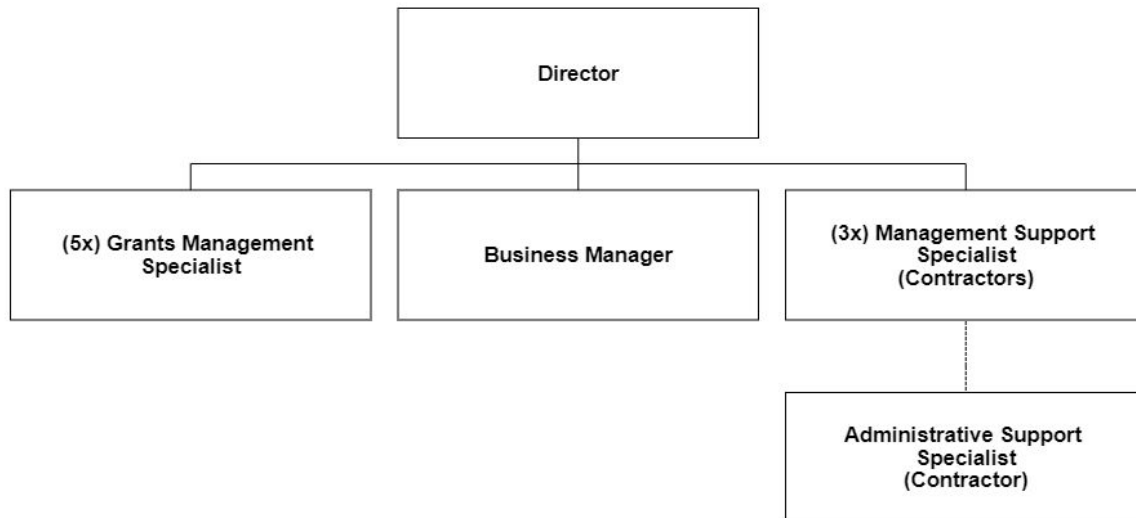 Director
(5x) Grants Management
Specialist
Business Manager
(3x) Management Support
Specialist
(Contractors)
Administrative Support
Specialist
(Contractor)